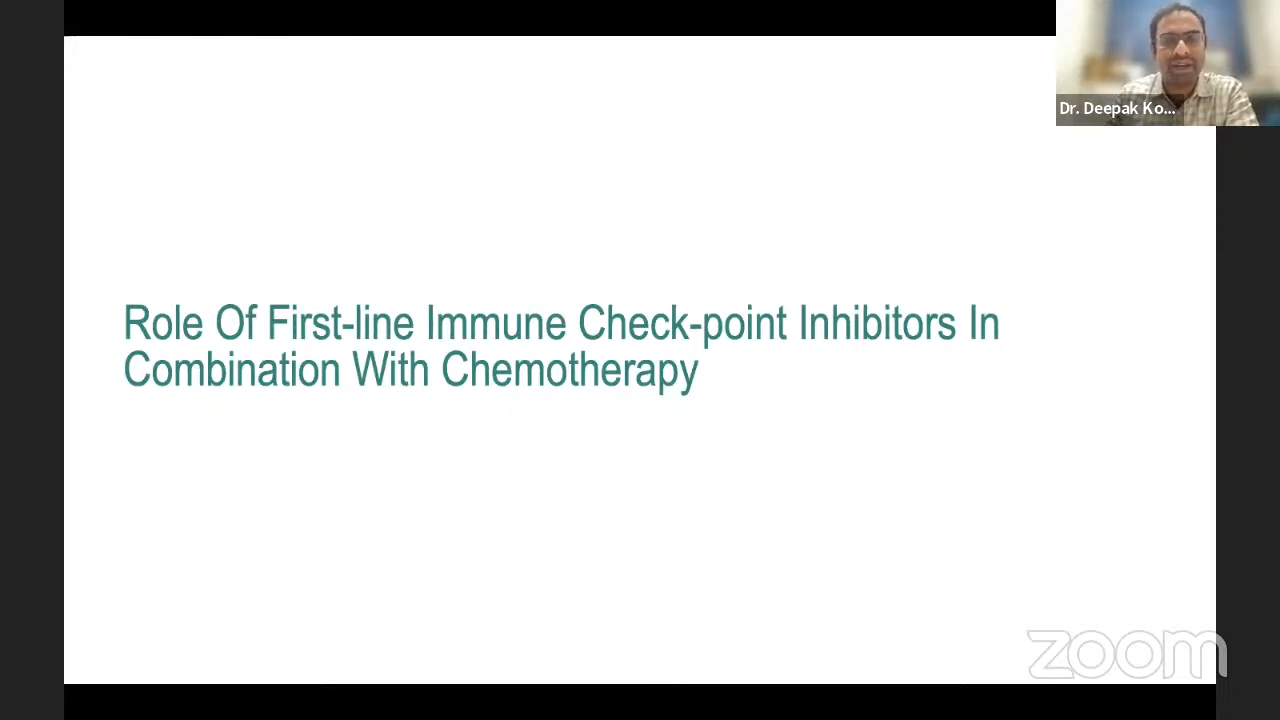 Dr. Deepak Ko...
Role Of First-line Immune Check-point Inhibitors In
Combination With Chemotherapy
zoom